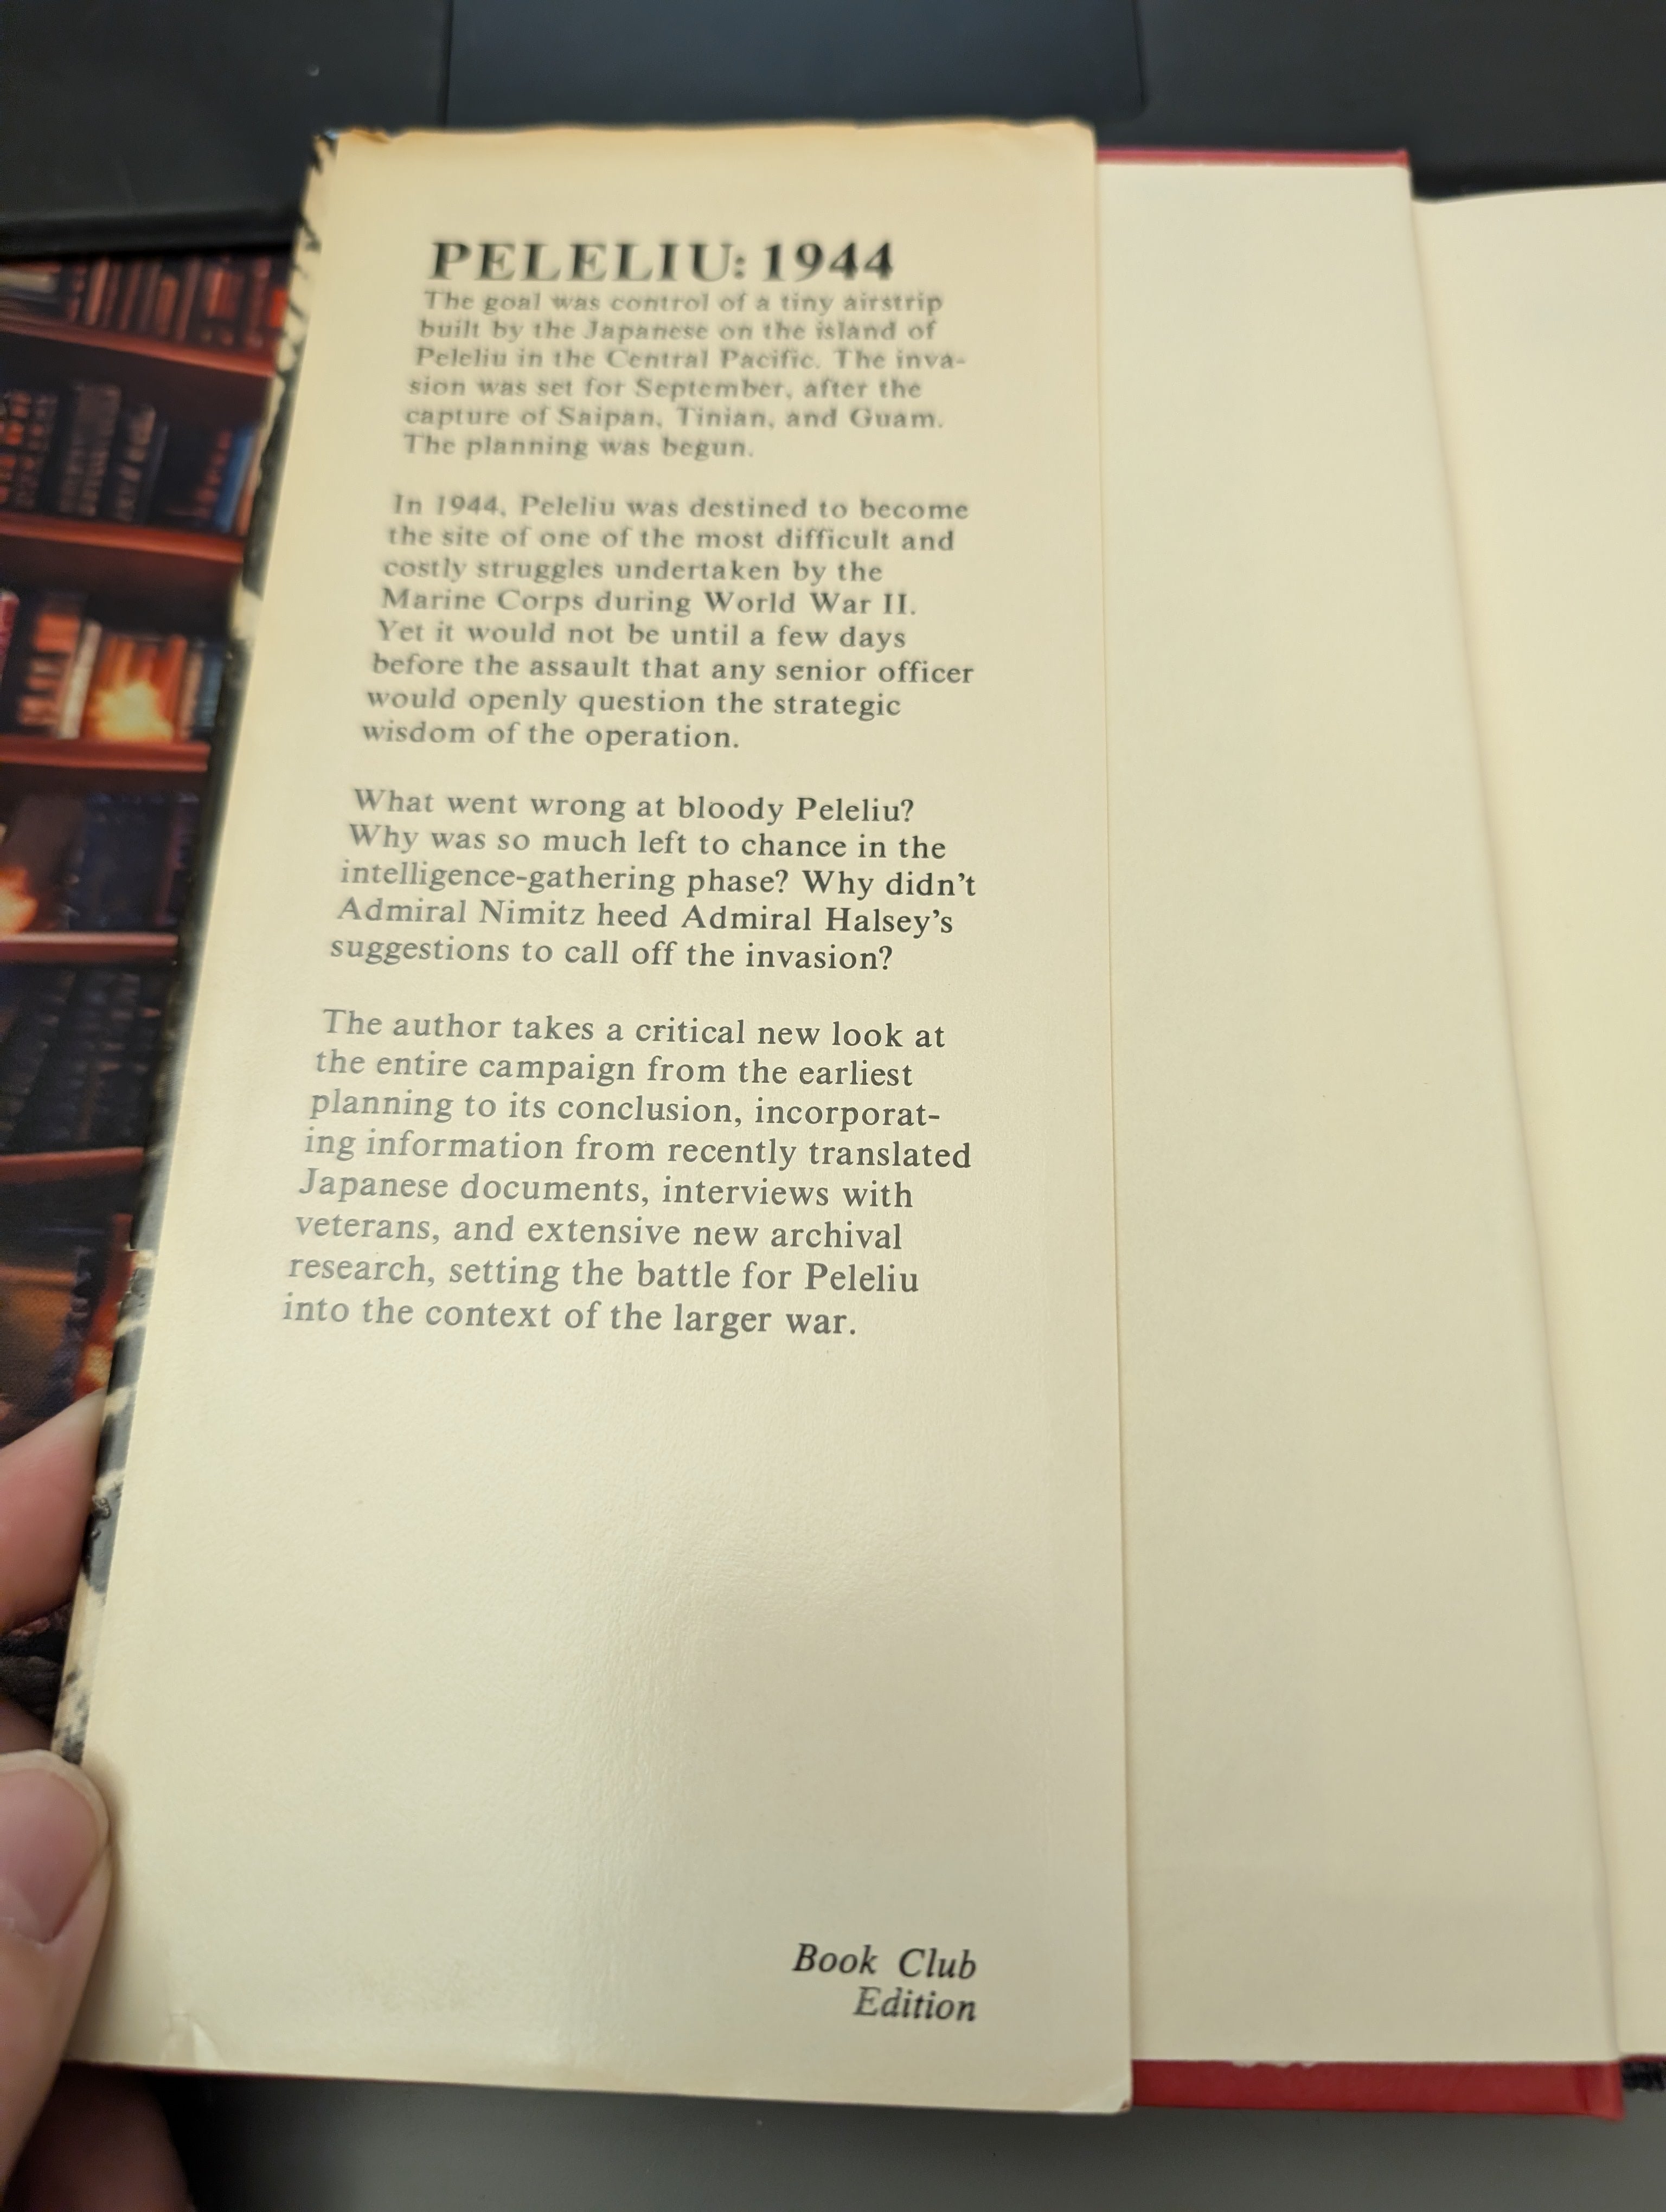 PELELIU: 1944
The goal was control of a tiny airstrip
built by the Japanese on the island of
Peleliu in the Central Pacific. The inva-
sion was set for September, after the
capture of Saipan, Tinian, and Guam.
The planning was begun.
In 1944, Peleliu was destined to become
the site of one of the most difficult and
costly struggles undertaken by the
Marine Corps during World War II.
Yet it would not be until a few days
before the assault that any senior officer
would openly question the strategic
wisdom of the operation.
What went wrong at bloody Peleliu?
Why was so much left to chance in the
intelligence-gathering phase? Why didn't
Admiral Nimitz heed Admiral Halsey's
suggestions to call off the invasion?
The author takes a critical new look at
the entire campaign from the earliest
planning to its conclusion, incorporat-
ing information from recently translated
Japanese documents, interviews with
veterans, and extensive new archival
research, setting the battle for Peleliu
into the context of the larger war.
Book Club
Edition